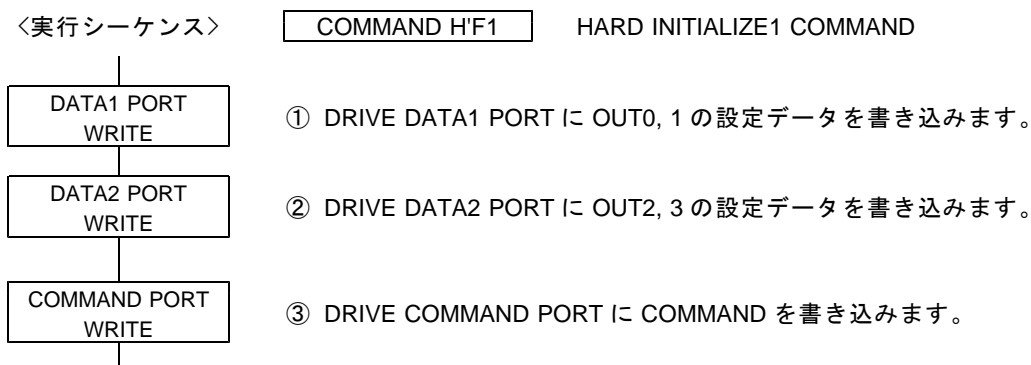 〈実行シーケンス〉 COMMAND H'F1 HARD INITIALIZE1 COMMAND
DATA1 PORT
WRITE
① DRIVE DATA1 PORT に OUT0, 1 の設定データを書き込みます。
DATA2 PORT
WRITE
② DRIVE DATA2 PORT に OUT2, 3 の設定データを書き込みます。
COMMAND PORT
WRITE
③ DRIVE COMMAND PORT に COMMAND を書き込みます。